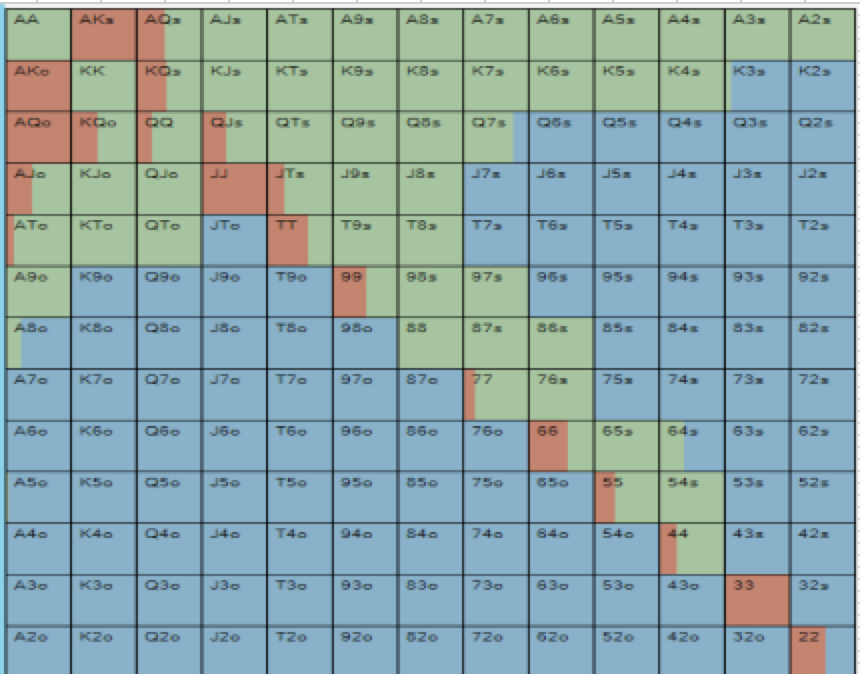 AA AKs AQs AJs ATs A9s A8s A7s A6s A5s A4s A3s A2s
AKo KK KQs KJs KTs K9s K8s K7s K6s K5s K4s K3s K2s
AQo KQo QQ QJs QTs Q9s Q8s Q7s Q6s Q5s Q4s Q3s Q2s
AJo KJo QJo JJ JTs J9s J8s J7s J6s J5s J4s J3s J2s
ATo KTo QTo JTo TT T9s T8s T7s T6s T5s T4s T3s T2s
A9o K9o Q9o J9o T9o 99 98s 97s 96s 95s 94s 93s 92s
A8o K8o Q8o J8o T8o 98o 88 87s 86s 85s 84s 83s 82s
A7o K7o Q7o J7o T7o 97o 87o 77 76s 75s 74s 73s 72s
A6o K6o Q6o J6o T6o 96o 86o 76o 66 65s 64s 63s 62s
A5o K5o Q5o J5o T5o 95o 85o 75o 65o 55 54s 53s 52s
A4o K4o Q4o J4o T4o 94o 84o 74o 64o 54o 44 43s 42s
A3o K3o Q3o J3o T3o 93o 83o 73o 63o 53o 43o 33 32s
A2o K2o Q2o J2o T2o 92o 82o 72o 62o 52o 42o 32o 22